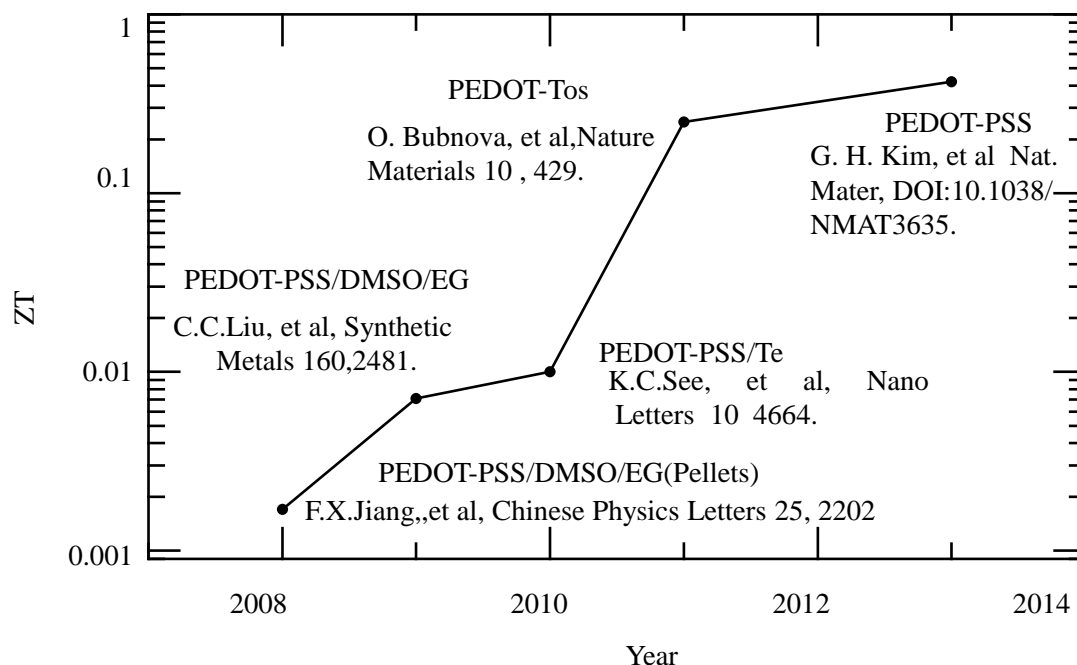 1
PEDOT-Tos
O. Bubnova, et al,Nature
Materials 10 , 429.
PEDOT-PSS
G. H. Kim, et al Nat.
Mater, DOI:10.1038/
NMAT3635.
0.1
PEDOT-PSS/DMSO/EG
C.C.Liu, et al, Synthetic
Metals 160,2481.
ZT
PEDOT-PSS/Te
K.C.See, et al, Nano
Letters 10 4664.
0.01
PEDOT-PSS/DMSO/EG(Pellets)
F.X.Jiang,,et al, Chinese Physics Letters 25, 2202
0.001
2008 2010 2012 2014
Year